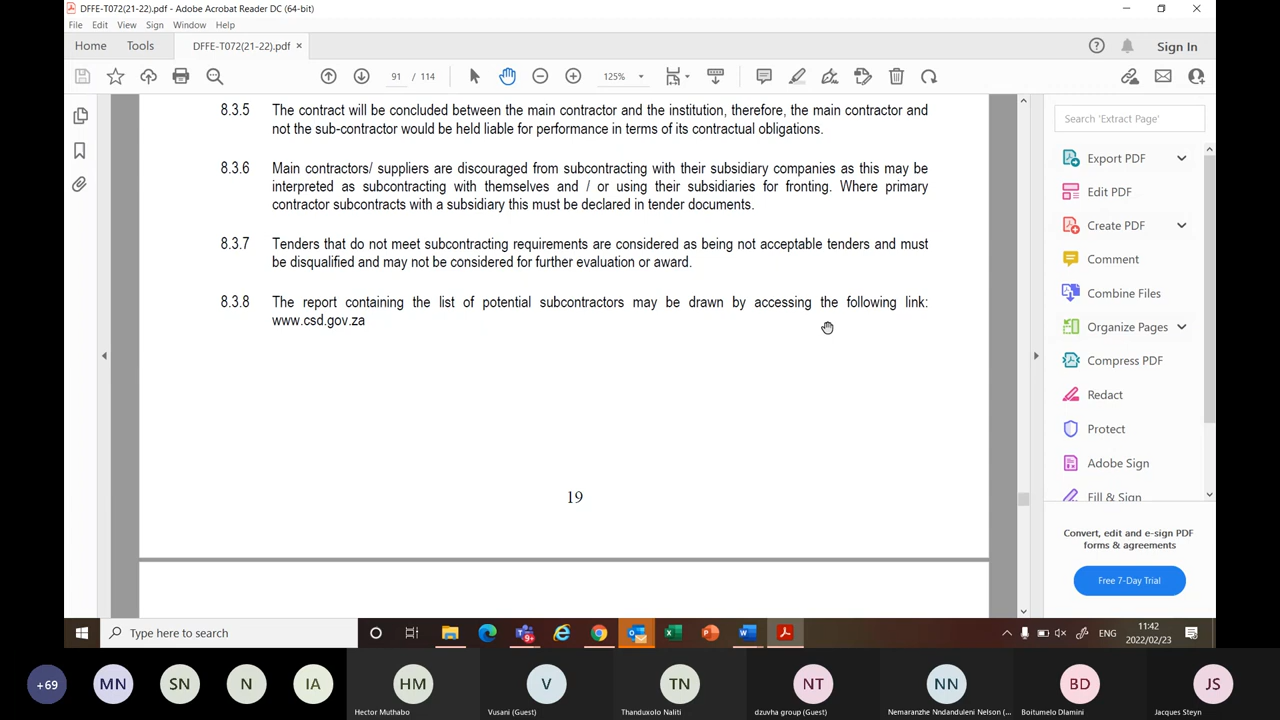 DFFE-T072(21-22).pdf - Adobe Acrobat Reader DC (64-bit)
File Edit View Sign Window Help
Home Tools DFFE-T072(21-22).pdf × Sign In
91 / 114 125%
8.3.5 The contract will be concluded between the main contractor and the institution, therefore, the main contractor and
not the sub-contractor would be held liable for performance in terms of its contractual obligations.
8.3.6 Main contractors/ suppliers are discouraged from subcontracting with their subsidiary companies as this may be
interpreted as subcontracting with themselves and / or using their subsidiaries for fronting. Where primary
contractor subcontracts with a subsidiary this must be declared in tender documents.
8.3.7 Tenders that do not meet subcontracting requirements are considered as being not acceptable tenders and must
be disqualified and may not be considered for further evaluation or award.
8.3.8 The report containing the list of potential subcontractors may be drawn by accessing the following link:
www.csd.gov.za
19
Search 'Extract Page'
Export PDF
Edit PDF
Create PDF
Comment
Combine Files
Organize Pages
Compress PDF
Redact
Protect
Adobe Sign
Fill & Sign
Convert, edit and e-sign PDF
forms & agreements
Free 7-Day Trial
Type here to search
ENG
11:42
2022/02/23
+69 MN SN N IA HM V TN NT NN BD JS
Hector Muthabo Vusani (Guest) Thanduxolo Naliti dzuvha group (Guest) Nemaranzhe Nndanduleni Nelson (... Boitumelo Dlamini Jacques Steyn